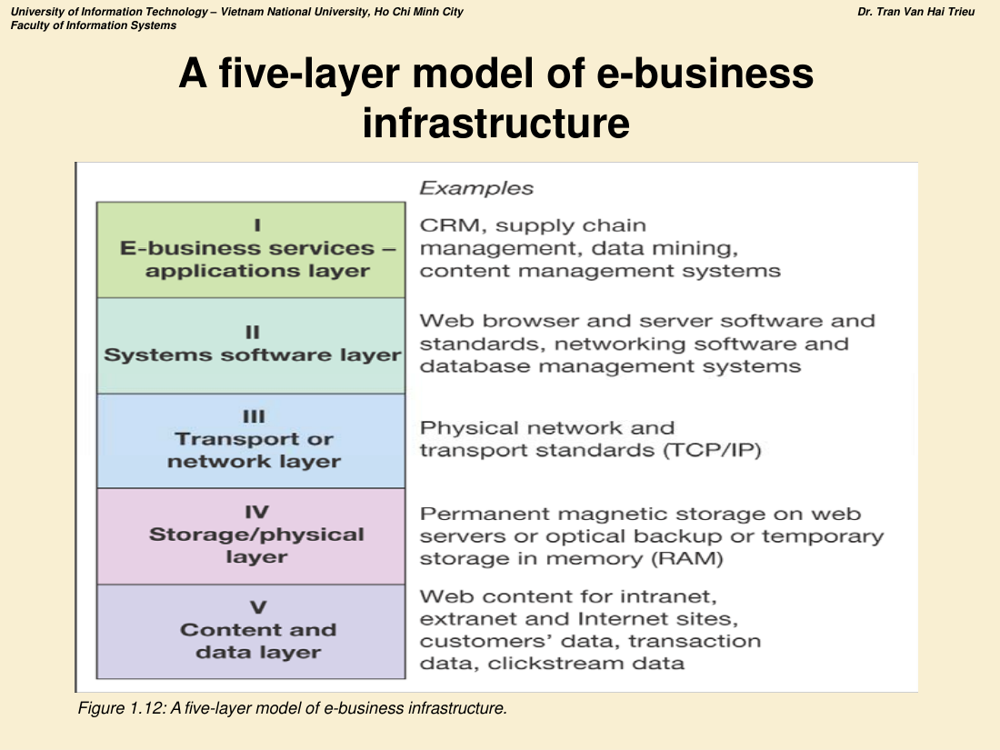 University of Information Technology – Vietnam National University, Ho Chi Minh City
Dr. Tran Van Hai Trieu
Faculty of Information Systems
A five-layer model of e-business
infrastructure
Examples
I
E-business services –
applications layer
CRM, supply chain
management, data mining,
content management systems
II
Systems software layer
Web browser and server software and
standards, networking software and
database management systems
III
Transport or
network layer
Physical network and
transport standards (TCP/IP)
IV
Storage/physical
layer
Permanent magnetic storage on web
servers or optical backup or temporary
storage in memory (RAM)
V
Content and
data layer
Web content for intranet,
extranet and Internet sites,
customers’ data, transaction
data, clickstream data
Figure 1.12: A five-layer model of e-business infrastructure.